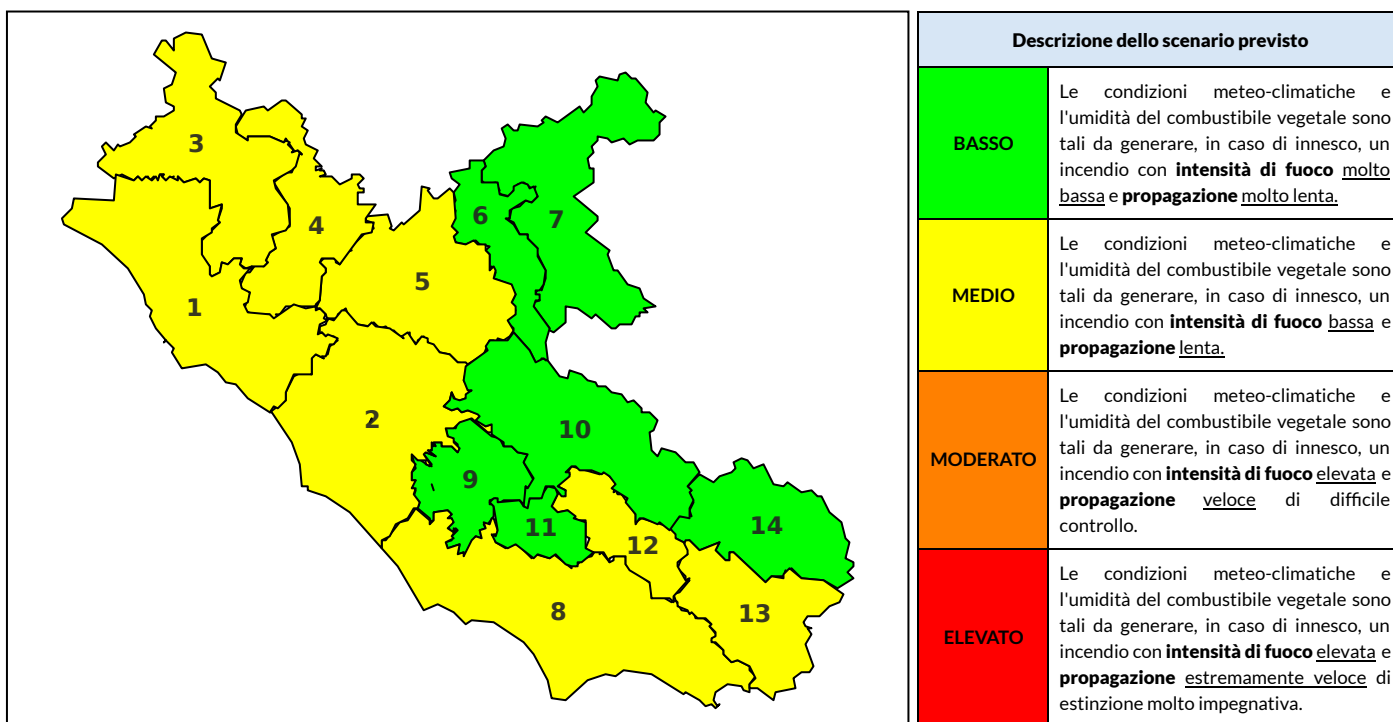 3
4
6
7
5
1
2
10
9
11
12
14
8
13
Descrizione dello scenario previsto
BASSO
Le condizioni meteo-climatiche e
l'umidità del combustibile vegetale sono
tali da generare, in caso di innesco, un
incendio con intensità di fuoco molto
bassa e propagazione molto lenta.
MEDIO
Le condizioni meteo-climatiche e
l'umidità del combustibile vegetale sono
tali da generare, in caso di innesco, un
incendio con intensità di fuoco bassa e
propagazione lenta.
MODERATO
Le condizioni meteo-climatiche e
l'umidità del combustibile vegetale sono
tali da generare, in caso di innesco, un
incendio con intensità di fuoco elevata e
propagazione veloce di difficile
controllo.
ELEVATO
Le condizioni meteo-climatiche e
l'umidità del combustibile vegetale sono
tali da generare, in caso di innesco, un
incendio con intensità di fuoco elevata e
propagazione estremamente veloce di
estinzione molto impegnativa.